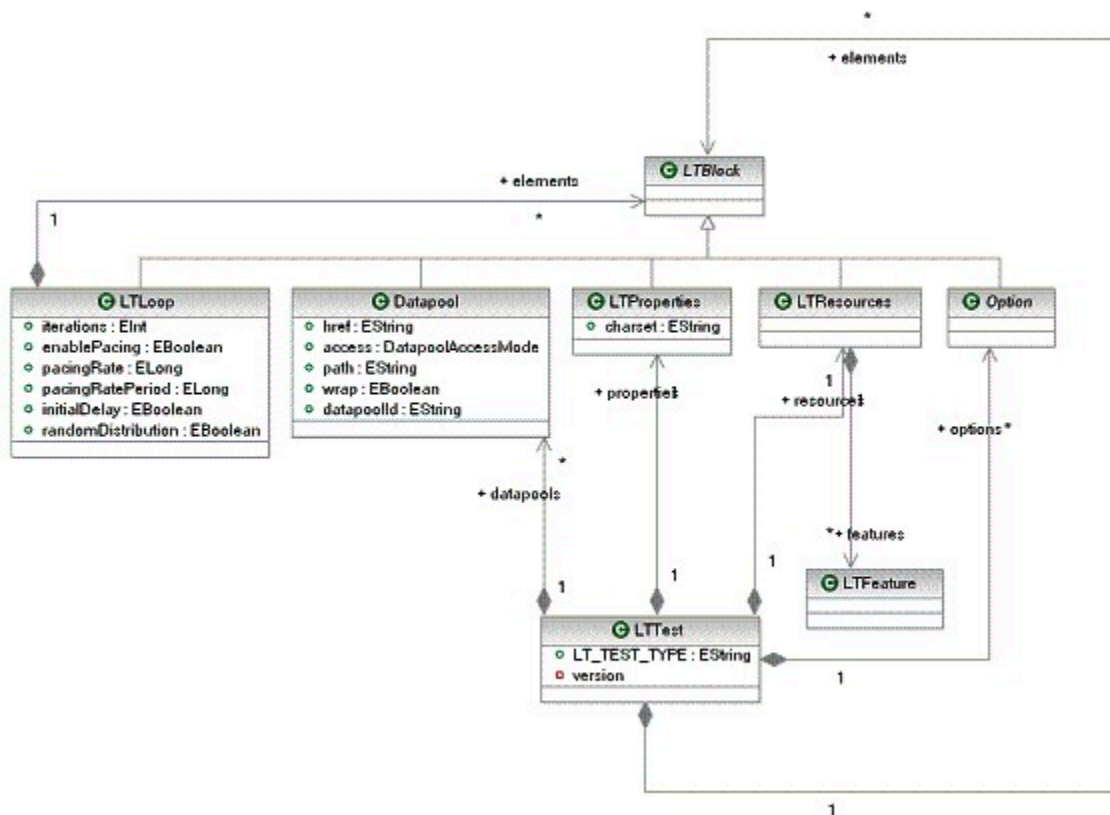 *
+ elements
LTBlock
+ elements
1
*
LTLoop
iterations : EInt
enablePacing : EBoolean
pacingRate : ELong
pacingRatePeriod : ELong
initialDelay : EBoolean
randomDistribution : EBoolean
Datapool
href : EString
access : DatapoolAccessMode
path : EString
wrap : EBoolean
datapoolId : EString
LTProperties
charset : EString
LTResources
Option
+ properties
1
1
+ resources
1
+ options
*
*
+ datapools
*
+ features
1
1
1
LTFeature
LTTest
LT_TEST_TYPE : EString
version
1
1